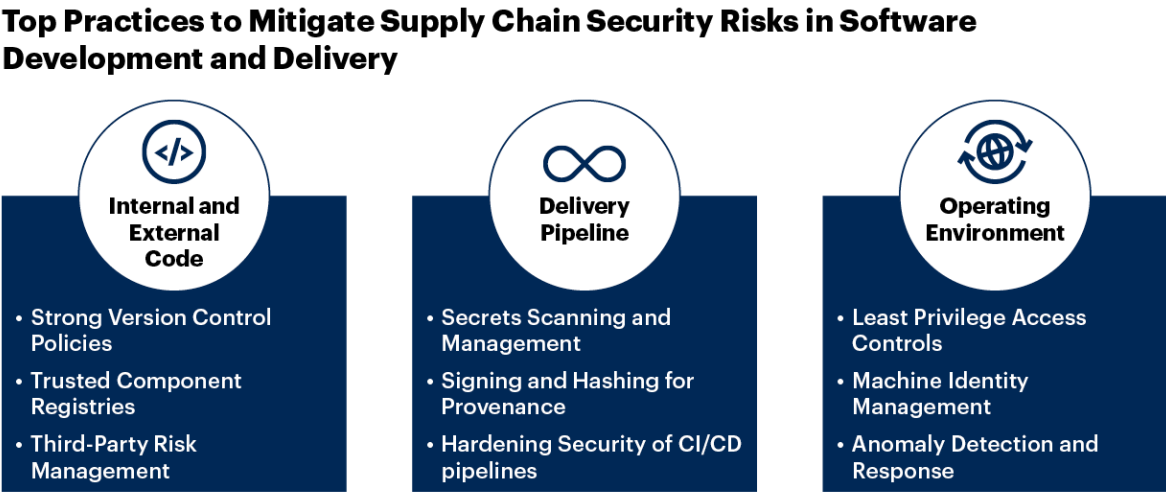 Top Practices to Mitigate Supply Chain Security Risks in Software
Development and Delivery
</>
Internal and
External
Code
• Strong Version Control
Policies
• Trusted Component
Registries
• Third-Party Risk
Management
Delivery
Pipeline
• Secrets Scanning and
Management
• Signing and Hashing for
Provenance
• Hardening Security of CI/CD
pipelines
Operating
Environment
• Least Privilege Access
Controls
• Machine Identity
Management
• Anomaly Detection and
Response